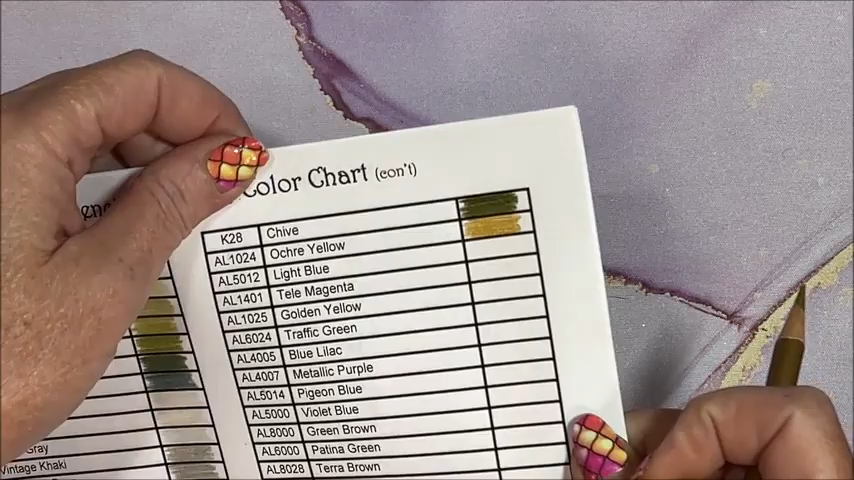 Color Chart (con't)
K28 Chive
AL1024 Ochre Yellow
AL5012 Light Blue
AL1401 Tele Magenta
AL1025 Golden Yellow
AL6024 Traffic Green
AL4005 Blue Lilac
AL4007 Metallic Purple
AL5014 Pigeon Blue
AL5000 Violet Blue
AL8000 Green Brown
AL6000 Patina Green
AL8028 Terra Brown
Gray
Vintage Khaki